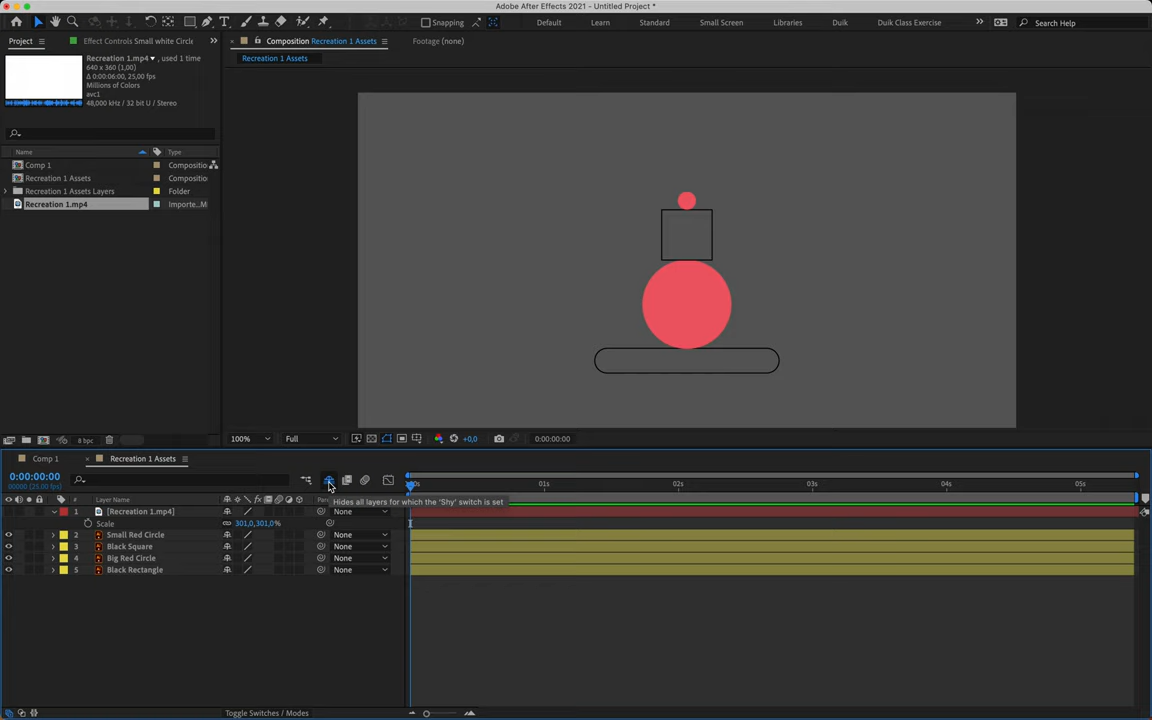 Adobe After Effects 2021 - Untitled Project *
Snapping
Default
Learn
Standard
Small Screen
Libraries
Duik
Duik Class Exercise
Search Help
Project
Effect Controls Small white Circle
Composition Recreation 1 Assets
Footage (none)
Recreation 1 Assets
Recreation 1.mp4, used 1 time
640 x 360 (1,00)
Δ 0:00:06:00, 25,00 fps
Millions of Colors
avc1
48,000 kHz / 32 bit U / Stereo
Name
Type
Comp 1
Compositio
Recreation 1 Assets
Compositio
Recreation 1 Assets Layers
Folder
Recreation 1.mp4
Importe...M
8 bpc
100%
Full
+0,0
0:00:00:00
Comp 1
Recreation 1 Assets
0:00:00:00
00000 (25.00 fps)
Hides all layers for which the 'Shy' switch is set
:00s
01s
02s
03s
04s
05s
#
Layer Name
fx
1
[Recreation 1.mp4]
None
Scale
301,0,301,0%
2
Small Red Circle
None
3
Black Square
None
4
Big Red Circle
None
5
Black Rectangle
None
Toggle Switches / Modes